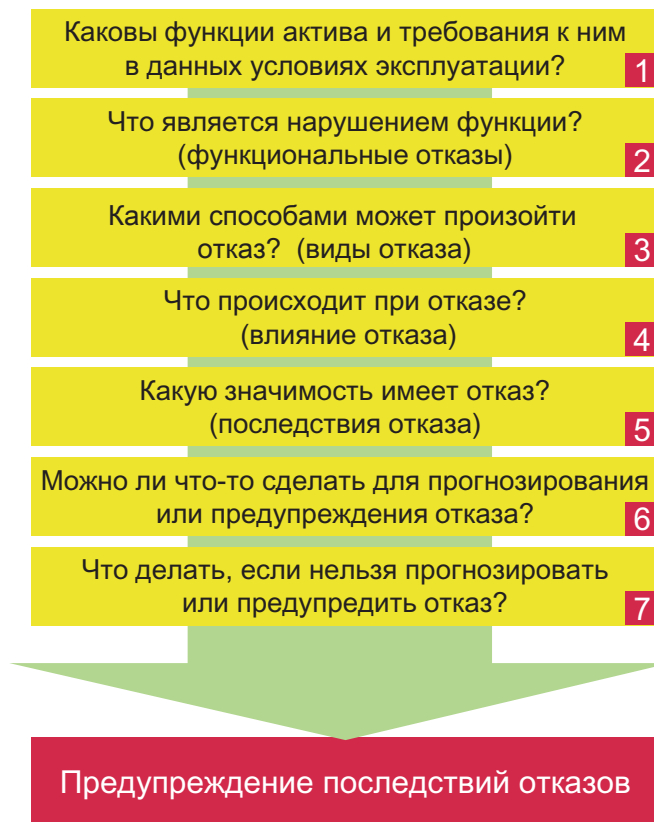 Каковы функции актива и требования к ним
в данных условиях эксплуатации?
1
Что является нарушением функции?
(функциональные отказы)
2
Какими способами может произойти
отказ? (виды отказа)
3
Что происходит при отказе?
(влияние отказа)
4
Какую значимость имеет отказ?
(последствия отказа)
5
Можно ли что-то сделать для прогнозирования
или предупреждения отказа?
6
Что делать, если нельзя прогнозировать
или предупредить отказ?
7
Предупреждение последствий отказов